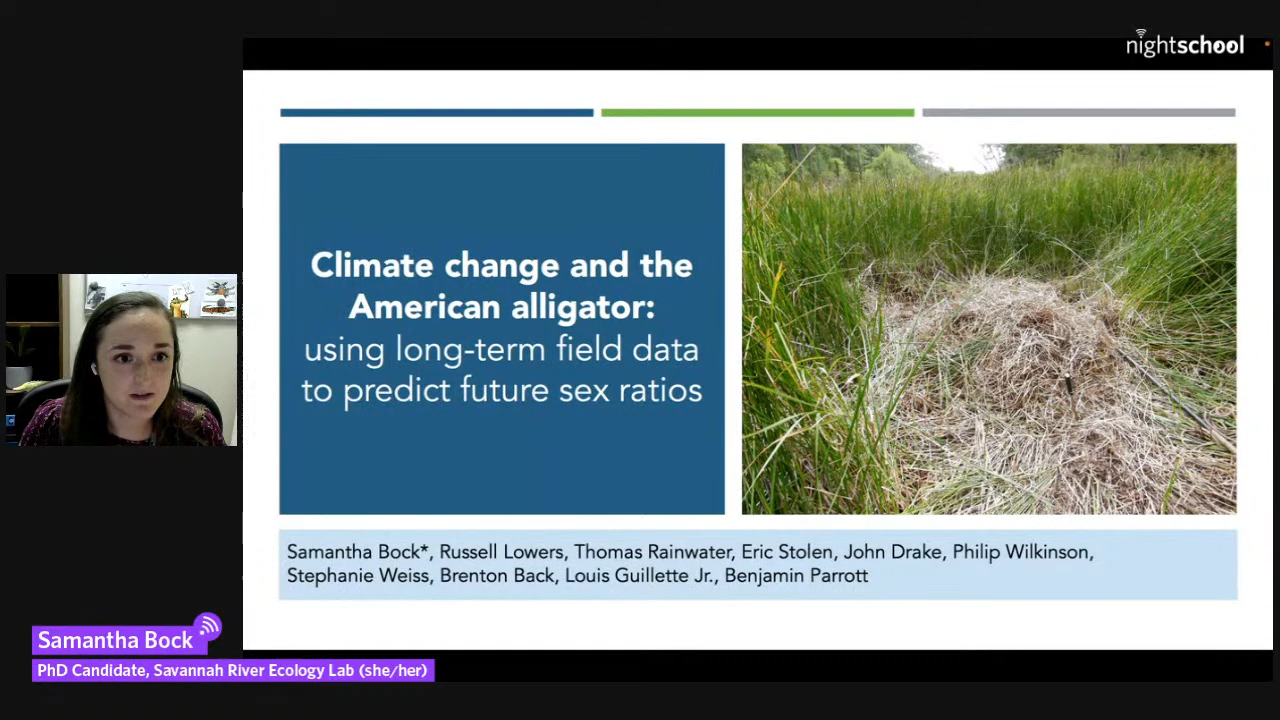 nightschool
Climate change and the
American alligator:
using long-term field data
to predict future sex ratios
Samantha Bock*, Russell Lowers, Thomas Rainwater, Eric Stolen, John Drake, Philip Wilkinson,
Stephanie Weiss, Brenton Back, Louis Guillette Jr., Benjamin Parrott
Samantha Bock
PhD Candidate, Savannah River Ecology Lab (she/her)